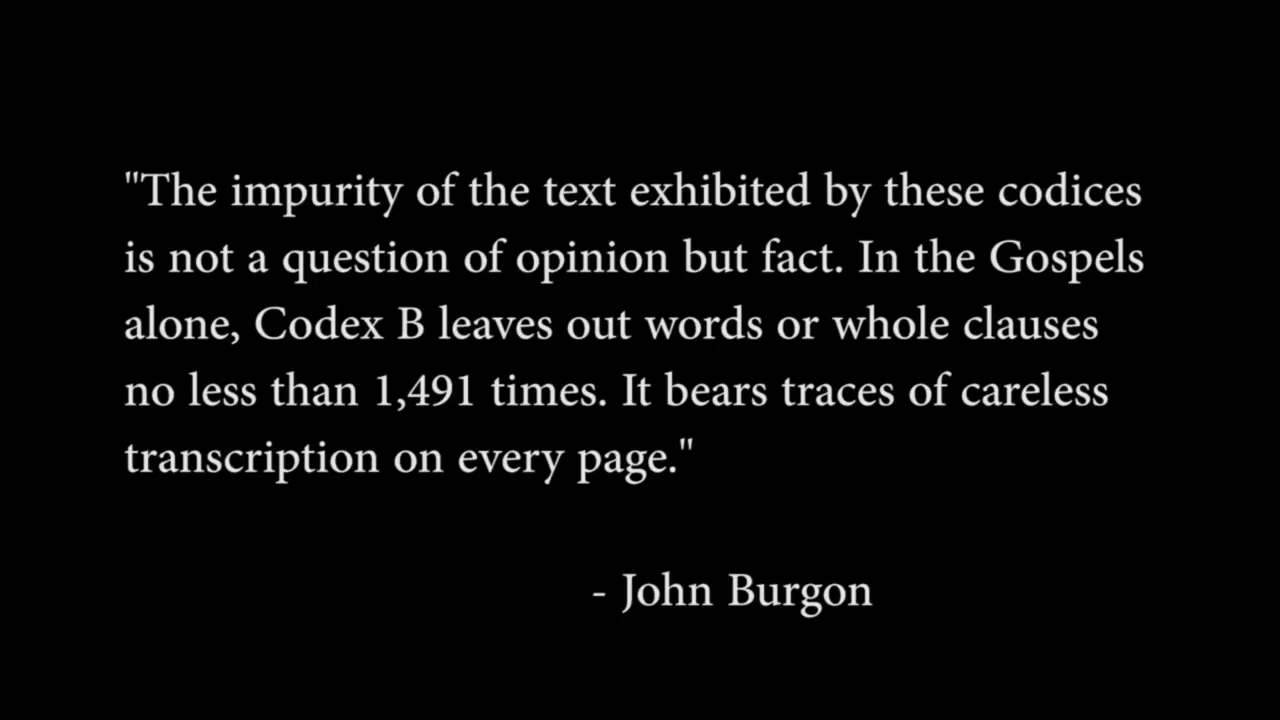 "The impurity of the text exhibited by these codices
is not a question of opinion but fact. In the Gospels
alone, Codex B leaves out words or whole clauses
no less than 1,491 times. It bears traces of careless
transcription on every page."
- John Burgon